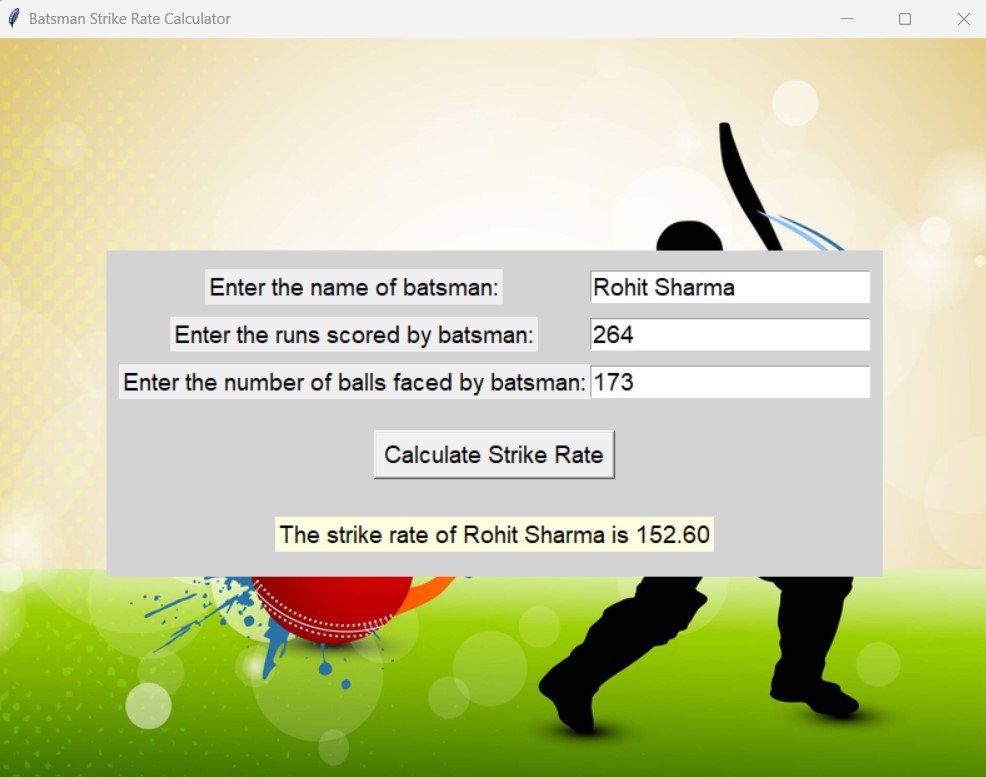 Batsman Strike Rate Calculator
Enter the name of batsman: Rohit Sharma
Enter the runs scored by batsman: 264
Enter the number of balls faced by batsman: 173
Calculate Strike Rate
The strike rate of Rohit Sharma is 152.60